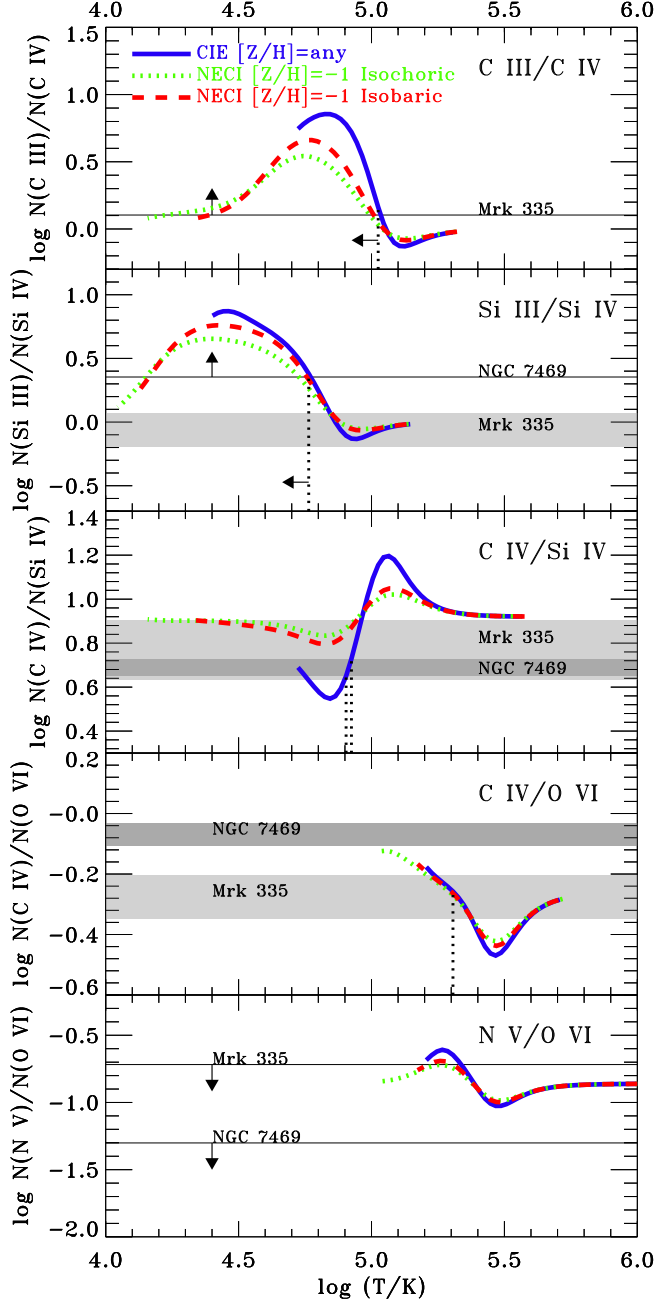 4.0 4.5 5.0 5.5 6.0
CIE [Z/H]=any
NECI [Z/H]=−1 Isochoric
NECI [Z/H]=−1 Isobaric
C III/C IV
Mrk 335
1.5
1.0
0.5
0.0
log N(C III)/N(C IV)
Si III/Si IV
NGC 7469
Mrk 335
1.0
0.5
0.0
−0.5
log N(Si III)/N(Si IV)
C IV/Si IV
Mrk 335
NGC 7469
1.4
1.2
1.0
0.8
0.6
0.4
log N(C IV)/N(Si IV)
C IV/O VI
NGC 7469
Mrk 335
0.2
−0.0
−0.2
−0.4
−0.6
log N(C IV)/N(O VI)
N V/O VI
Mrk 335
NGC 7469
−0.5
−1.0
−1.5
−2.0
log N(N V)/N(O VI)
4.0 4.5 5.0 5.5 6.0
log (T/K)